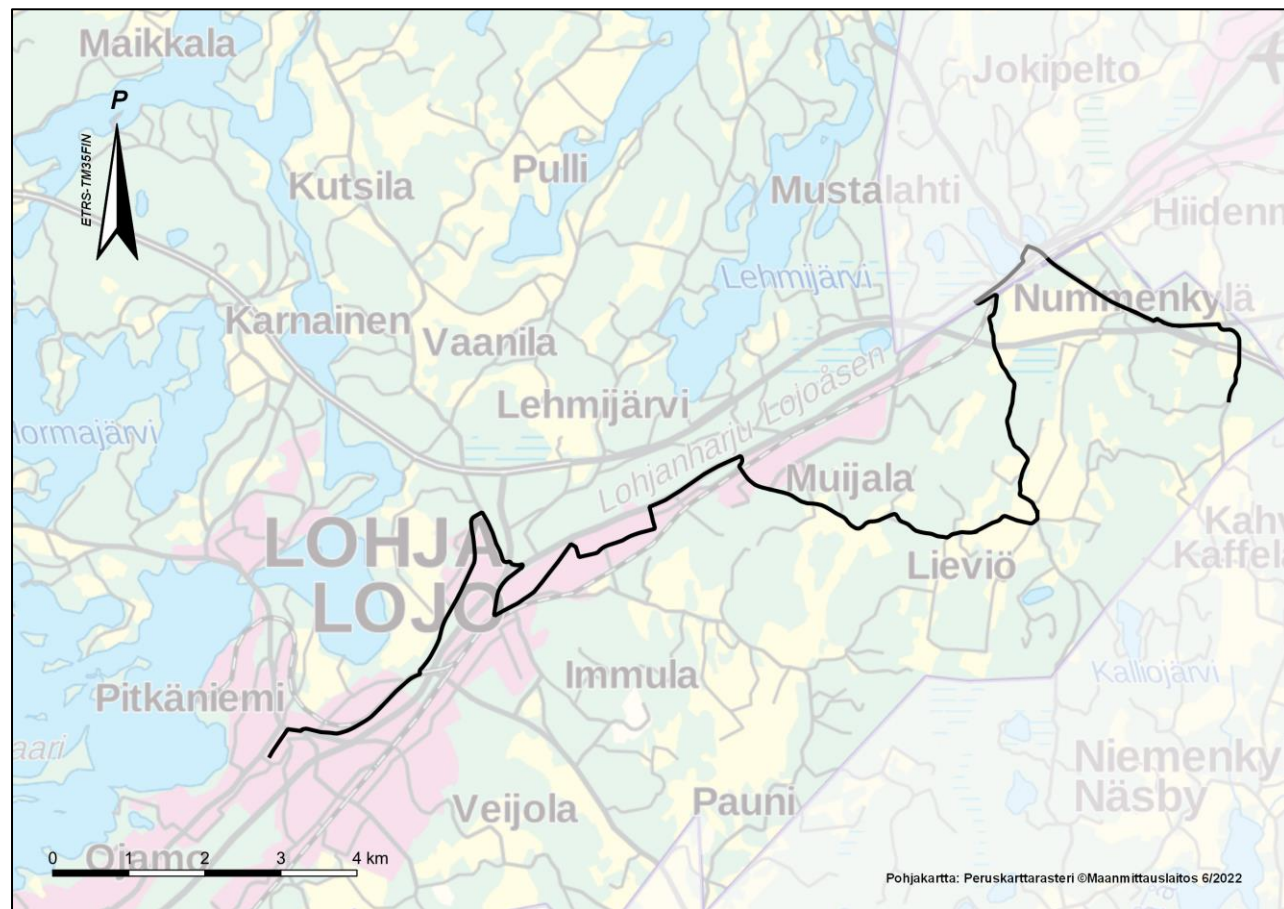 Maikkala
Jokipelto
P
ETRS-TM35FIN
Pulli
Kutsila
Mustalahti
Hiidenn
Lehmijärvi
Nummenkylä
Karnainen
Vaanila
Lohjanharju Lojoåsen
Lehmijärvi
Hormajärvi
Muijala
LOHJA
LOJO
Kahv
Kaffela
Lieviö
Immula
Kalliojärvi
Pitkäniemi
aari
Niemenky
Näsby
Veijola
Pauni
Ojamo
0 1 2 3 4 km
Pohjakartta: Peruskarttarasteri ©Maanmittauslaitos 6/2022